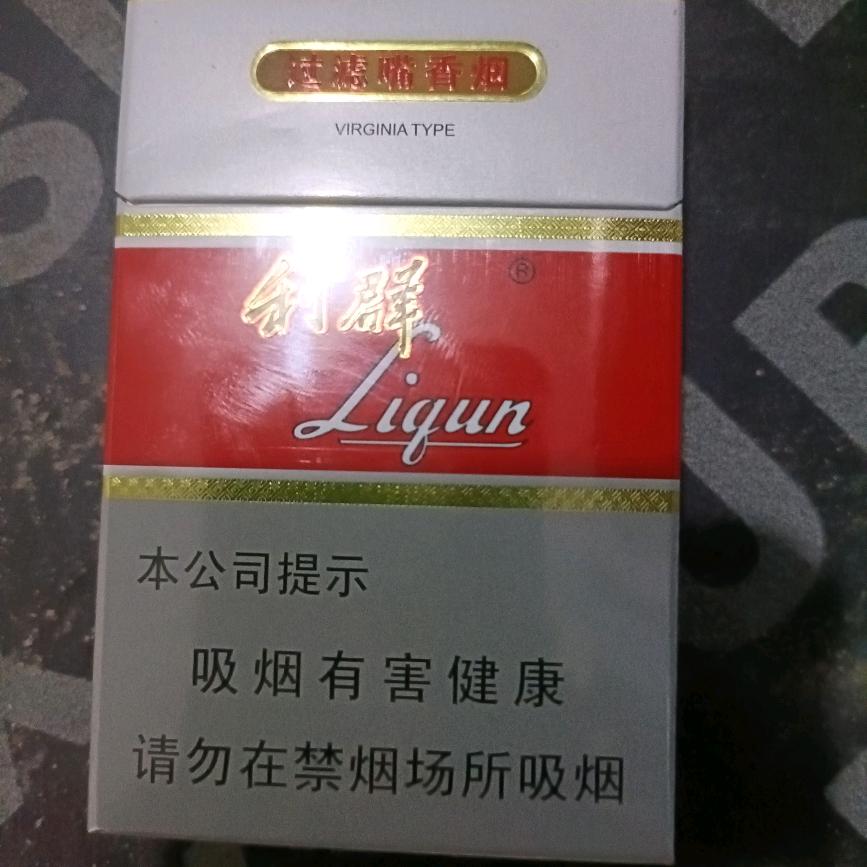 过滤嘴香烟
VIRGINIA TYPE
利群
®
Liqun
本公司提示
吸烟有害健康
请勿在禁烟场所吸烟